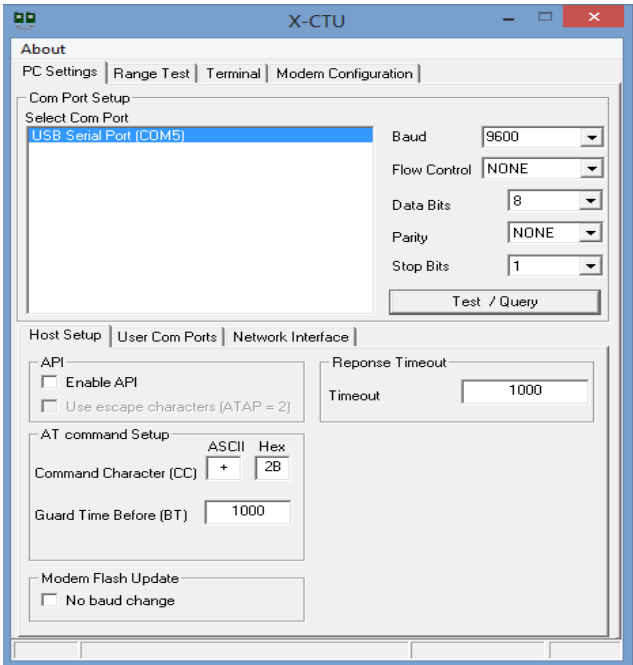 X-CTU
About
PC Settings Range Test Terminal Modem Configuration
Com Port Setup
Select Com Port
USB Serial Port (COM5)
Baud 9600
Flow Control NONE
Data Bits 8
Parity NONE
Stop Bits 1
Test / Query
Host Setup User Com Ports Network Interface
API
Enable API
Use escape characters (ATAP = 2)
Reponse Timeout
Timeout 1000
AT command Setup
ASCII Hex
Command Character (CC) + 2B
Guard Time Before (BT) 1000
Modem Flash Update
No baud change